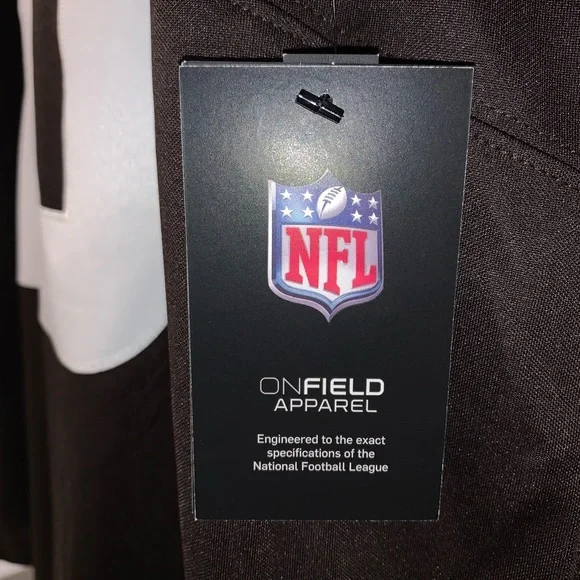 NFL
ONFIELD
APPAREL
Engineered to the exact
specifications of the
National Football League